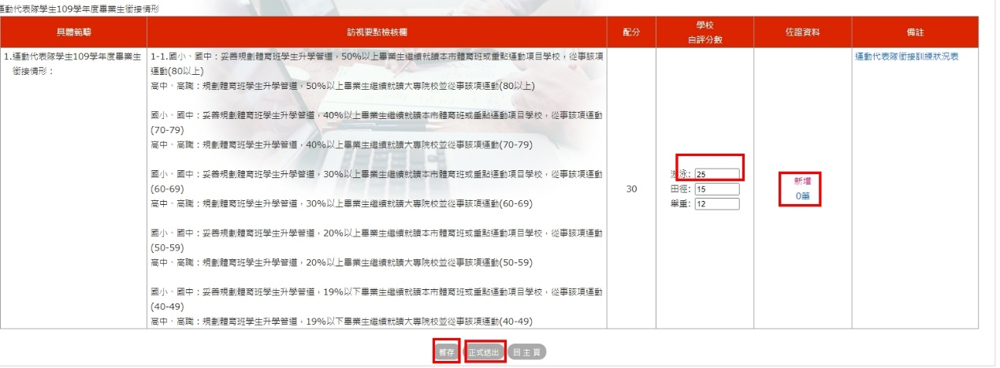 運動代表隊學生109學年度畢業生銜接情形
具體範疇 訪視要點檢核欄 配分 學校自評分數 佐證資料 備註
1.運動代表隊學生109學年度畢業生
銜接情形：
1-1.國小、國中：妥善規劃體育班學生升學管道，50%以上畢業生繼續就讀本市體育班或重點運動項目學校，從事該項
運動(80以上)
高中、高職：規劃體育班學生升學管道，50%以上畢業生繼續就讀大專院校並從事該項運動(80以上)
國小、國中：妥善規劃體育班學生升學管道，40%以上畢業生繼續就讀本市體育班或重點運動項目學校，從事該項運動
(70-79)
高中、高職：規劃體育班學生升學管道，40%以上畢業生繼續就讀大專院校並從事該項運動(70-79)
國小、國中：妥善規劃體育班學生升學管道，30%以上畢業生繼續就讀本市體育班或重點運動項目學校，從事該項運動
(60-69)
高中、高職：規劃體育班學生升學管道，30%以上畢業生繼續就讀大專院校並從事該項運動(60-69)
國小、國中：妥善規劃體育班學生升學管道，20%以上畢業生繼續就讀本市體育班或重點運動項目學校，從事該項運動
(50-59)
高中、高職：規劃體育班學生升學管道，20%以上畢業生繼續就讀大專院校並從事該項運動(50-59)
國小、國中：妥善規劃體育班學生升學管道，19%以下畢業生繼續就讀本市體育班或重點運動項目學校，從事該項運動
(40-49)
高中、高職：規劃體育班學生升學管道，19%以下畢業生繼續就讀大專院校並從事該項運動(40-49)
30
游泳: 25
田徑: 15
舉重: 12
新增
0筆
運動代表隊銜接訓練狀況表
暫存 正式送出 回主頁